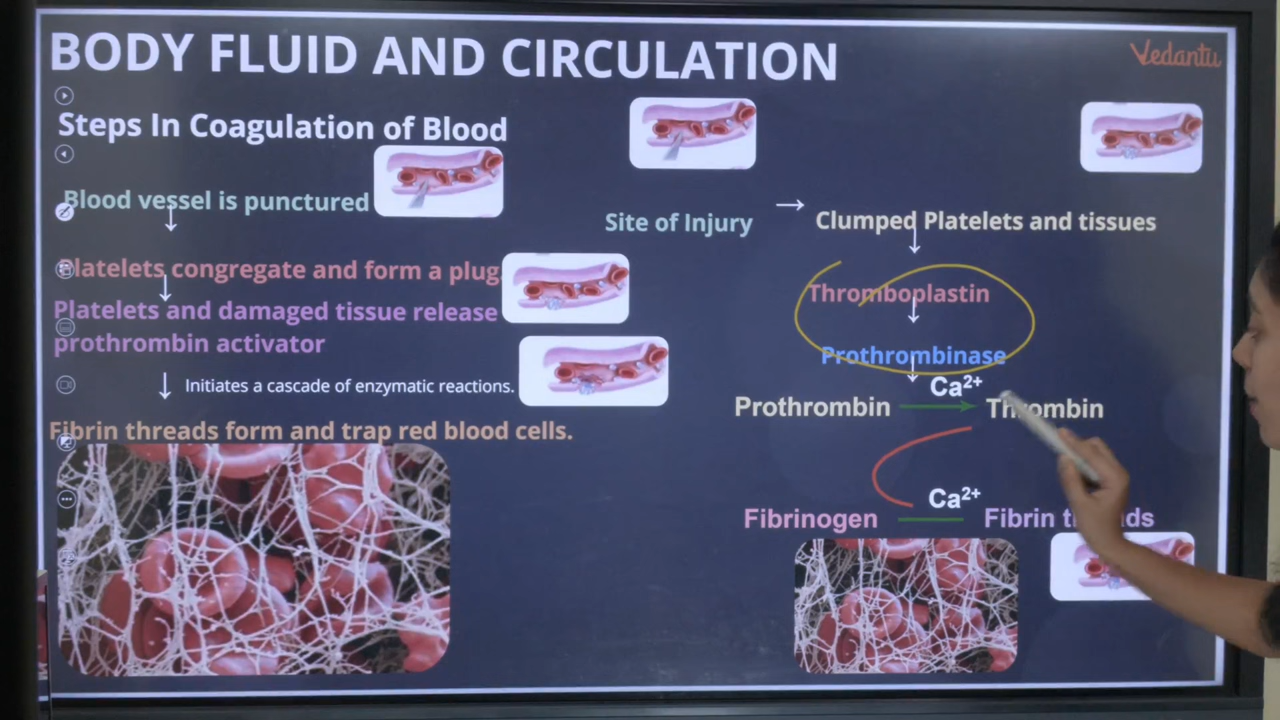 BODY FLUID AND CIRCULATION
Vedantu
Steps In Coagulation of Blood
Blood vessel is punctured
Platelets congregate and form a plug
Platelets and damaged tissue release
prothrombin activator
Initiates a cascade of enzymatic reactions.
Fibrin threads form and trap red blood cells.
Site of Injury
Clumped Platelets and tissues
Thromboplastin
Prothrombinase
Ca²⁺
Prothrombin
Thrombin
Ca²⁺
Fibrinogen
Fibrin threads